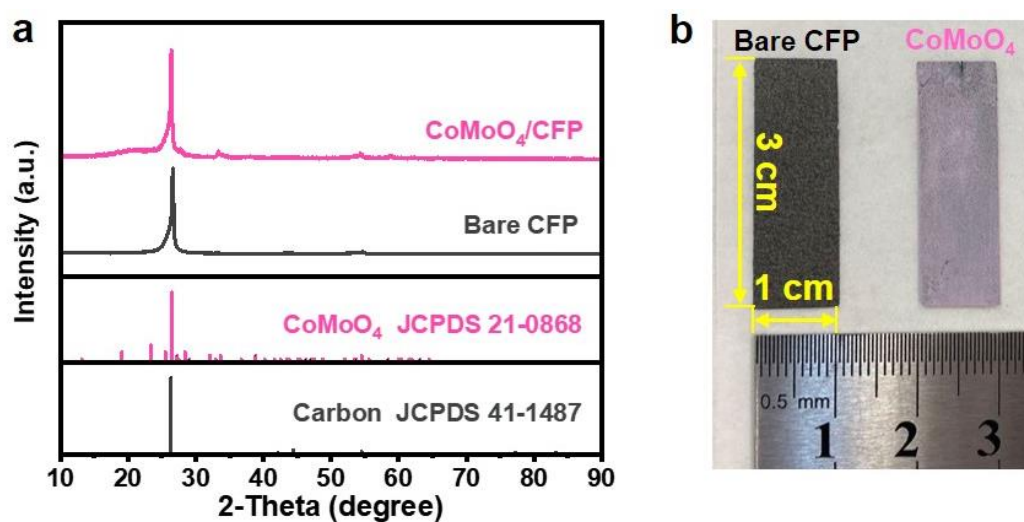 a
Intensity (a.u.)
CoMoO₄/CFP
Bare CFP
CoMoO₄ JCPDS 21-0868
Carbon JCPDS 41-1487
10 20 30 40 50 60 70 80 90
2-Theta (degree)
b
Bare CFP
CoMoO₄
3 cm
1 cm
0.5 mm
1 2 3